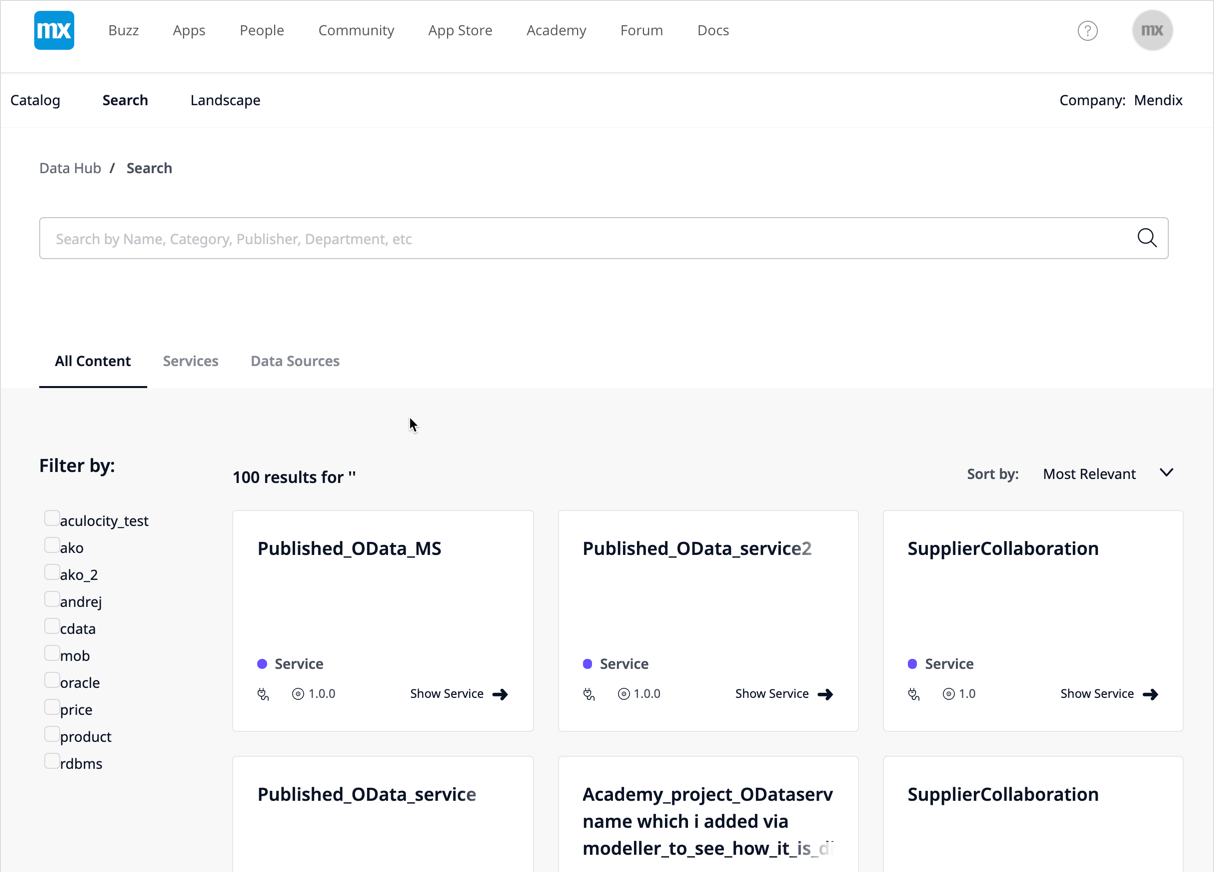 mx Buzz Apps People Community App Store Academy Forum Docs ? mx
Catalog Search Landscape Company: Mendix
Data Hub / Search
Search by Name, Category, Publisher, Department, etc
All Content Services Data Sources
Filter by:
100 results for '' Sort by: Most Relevant
aculocity_test
ako
ako_2
andrej
cdata
mob
oracle
price
product
rdbms
Published_OData_MS
Service
1.0.0 Show Service
Published_OData_service2
Service
1.0.0 Show Service
SupplierCollaboration
Service
1.0 Show Service
Published_OData_service
Academy_project_ODataserv
name which i added via
modeller_to_see_how_it_is_d
SupplierCollaboration